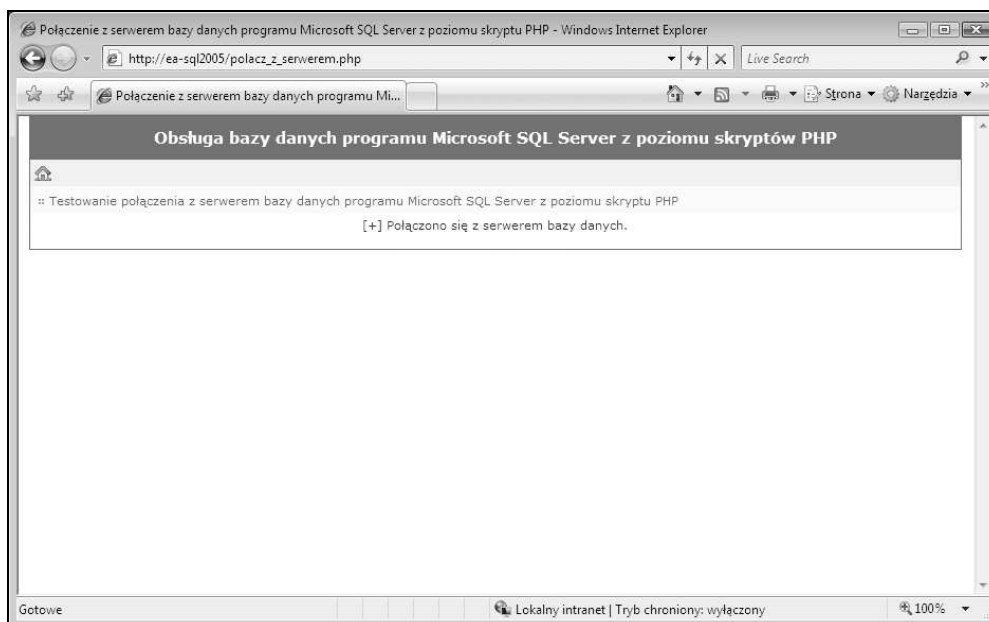 Połączenie z serwerem bazy danych programu Microsoft SQL Server z poziomu skryptu PHP - Windows Internet Explorer
http://ea-sql2005/polacz_z_serwerem.php
Live Search
Połączenie z serwerem bazy danych programu Mi...
Strona
Narzędzia
Obsługa bazy danych programu Microsoft SQL Server z poziomu skryptów PHP
:: Testowanie połączenia z serwerem bazy danych programu Microsoft SQL Server z poziomu skryptu PHP
[+] Połączono się z serwerem bazy danych.
Gotowe
Lokalny intranet | Tryb chroniony: wyłączony
100%